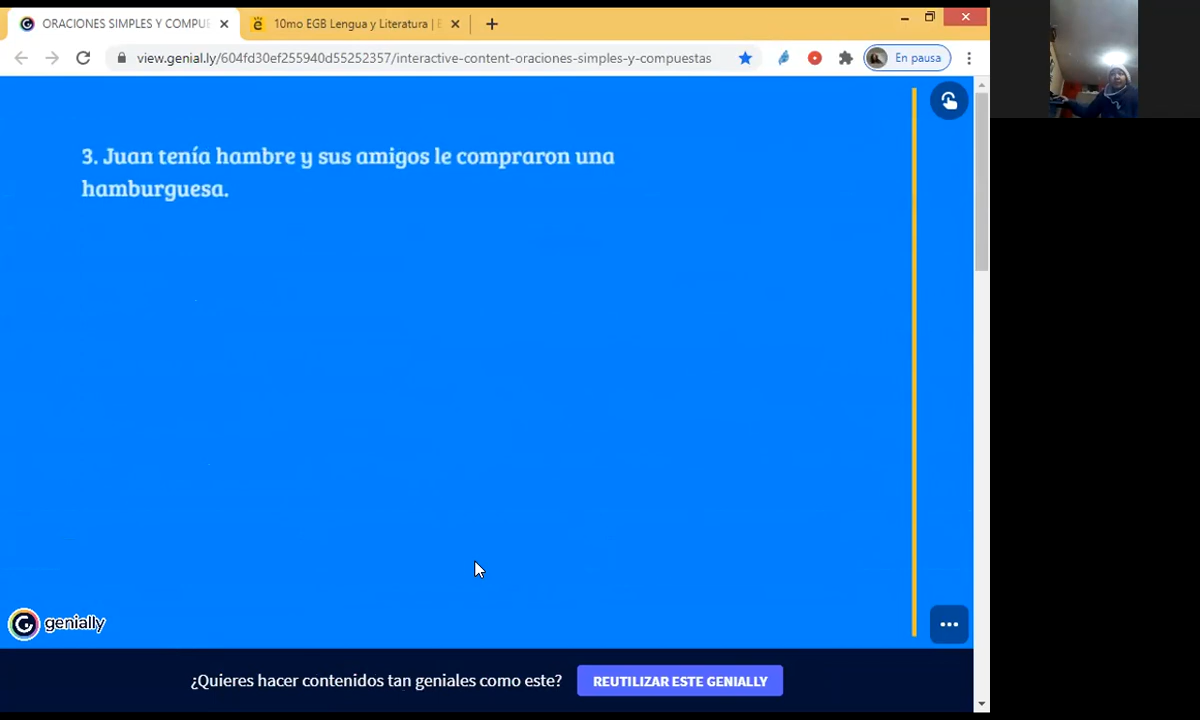 ORACIONES SIMPLES Y COMPUE
10mo EGB Lengua y Literatura | E
view.genial.ly/604fd30ef255940d55252357/interactive-content-oraciones-simples-y-compuestas
En pausa
3. Juan tenía hambre y sus amigos le compraron una
hamburguesa.
genially
¿Quieres hacer contenidos tan geniales como este?
REUTILIZAR ESTE GENIALLY